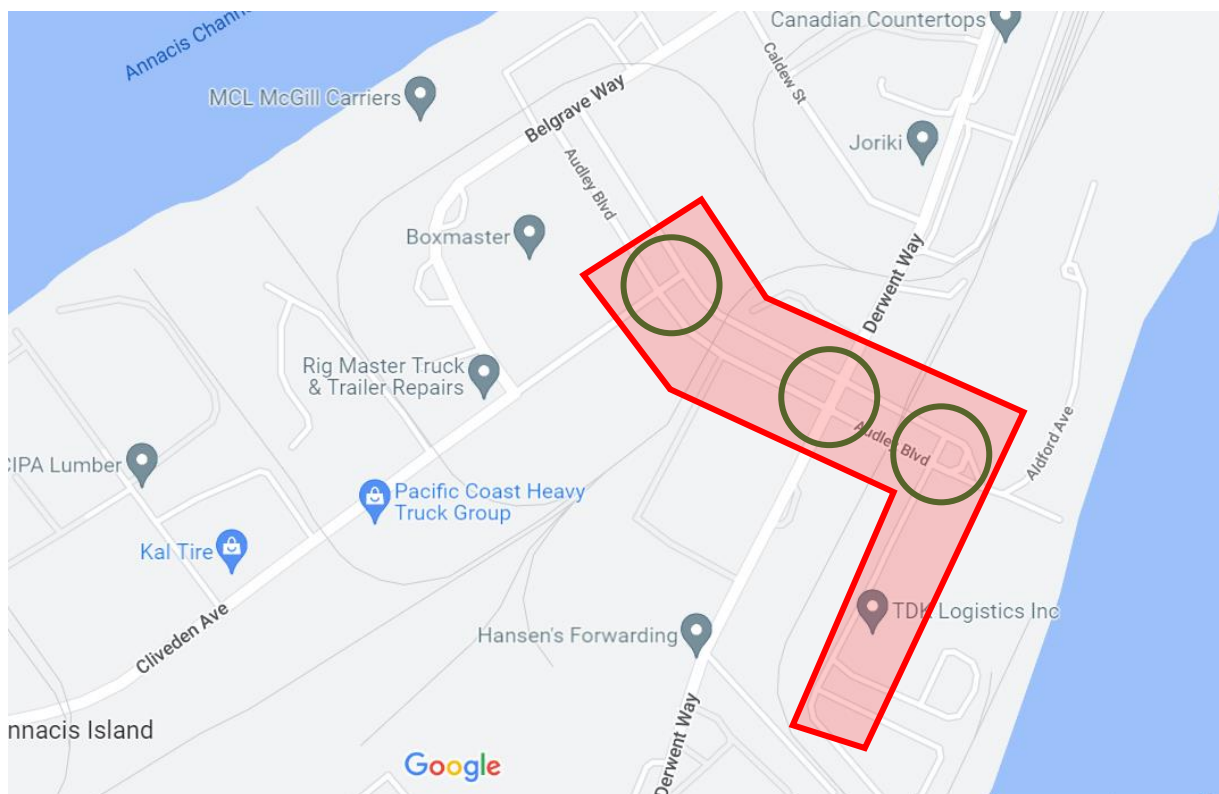 Annacis Chann
Canadian Countertops
Caldew St
MCL McGill Carriers
Belgrave Way
Joriki
Audley Blvd
Boxmaster
Derwent Way
Rig Master Truck
& Trailer Repairs
Audley Blvd
Aldford Ave
CIPA Lumber
Pacific Coast Heavy
Truck Group
Kal Tire
TDK Logistics Inc
Hansen's Forwarding
Cliveden Ave
Derwent Way
nnacis Island
Google